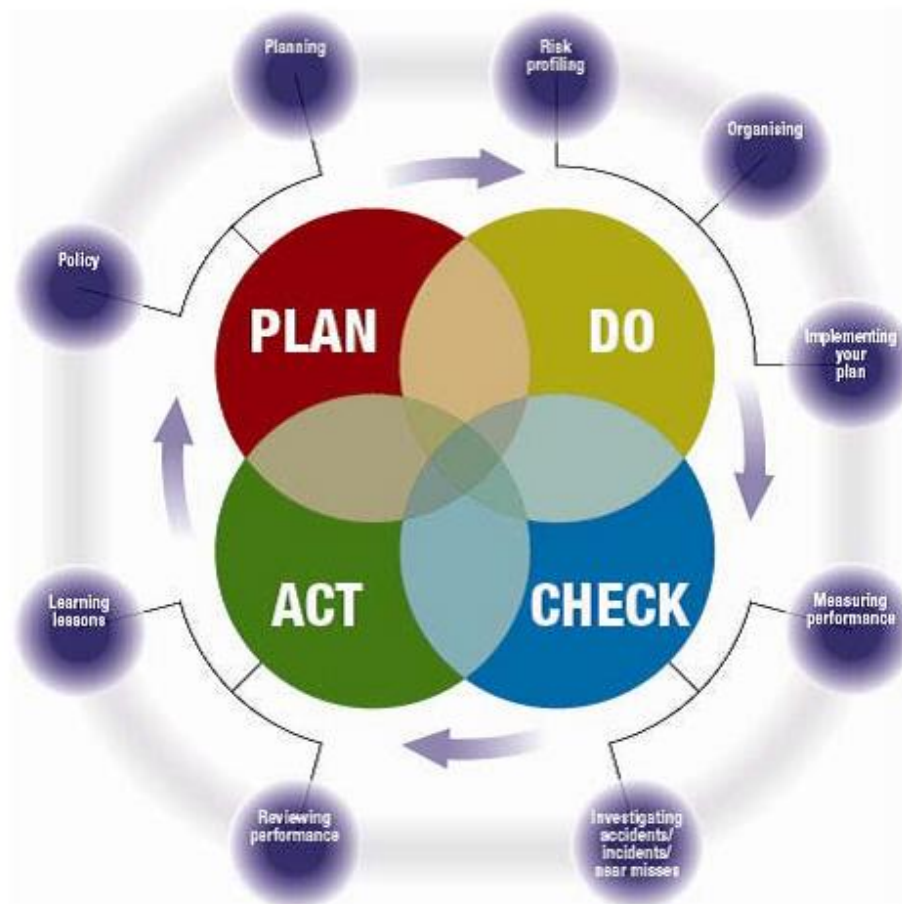 Planning
Risk
profiling
Organising
Policy
PLAN
DO
Implementing
your
plan
ACT
CHECK
Learning
lessons
Measuring
performance
Reviewing
performance
Investigating
accidents/
incidents/
near misses